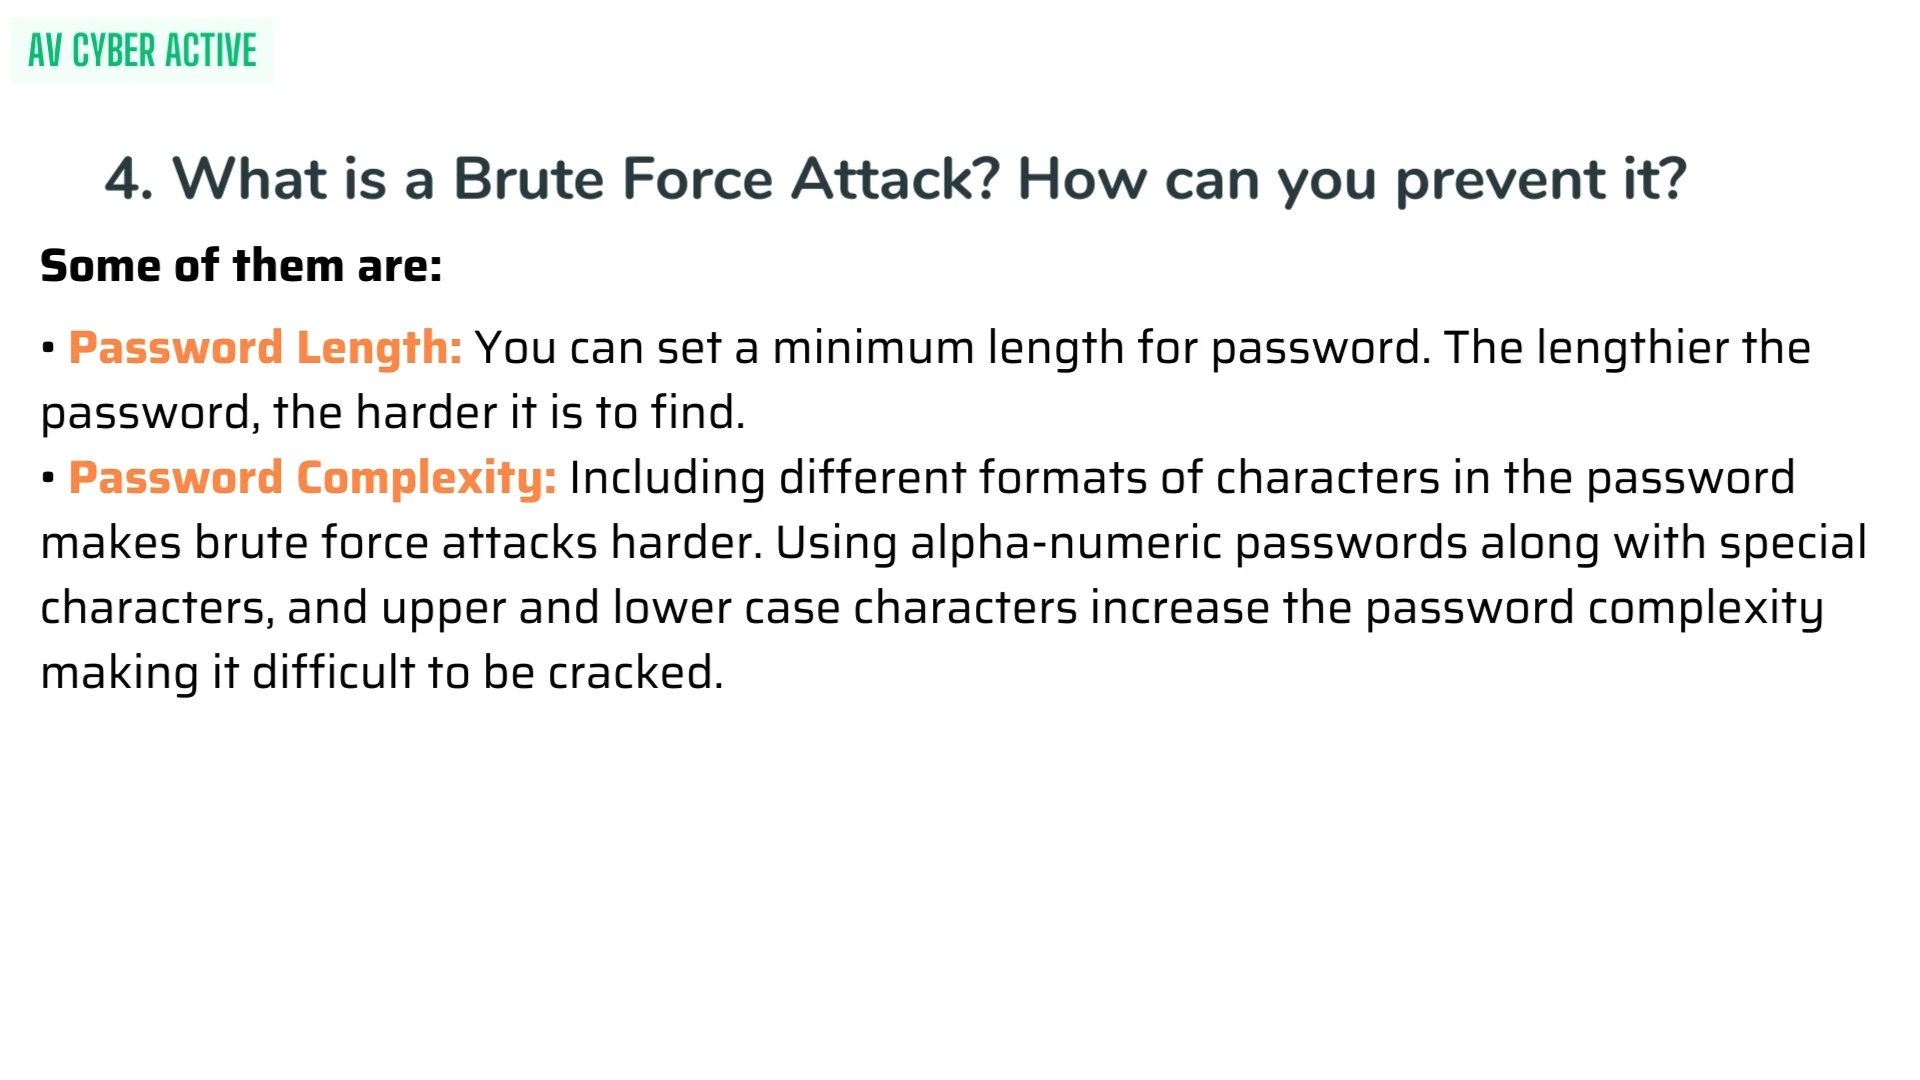 AV CYBER ACTIVE
4. What is a Brute Force Attack? How can you prevent it?
Some of them are:
• Password Length: You can set a minimum length for password. The lengthier the
password, the harder it is to find.
• Password Complexity: Including different formats of characters in the password
makes brute force attacks harder. Using alpha-numeric passwords along with special
characters, and upper and lower case characters increase the password complexity
making it difficult to be cracked.